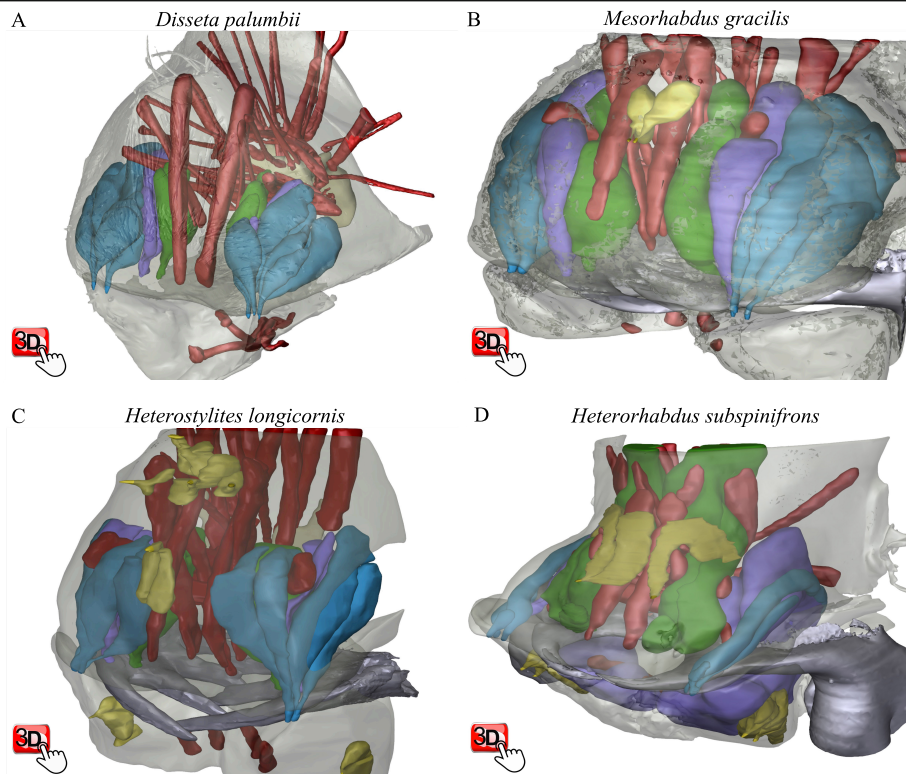 A Disseta palumbii
B Mesorhabdus gracilis
3D
3D
C Heterostylites longicornis
D Heterorhabdus subspinifrons
3D
3D